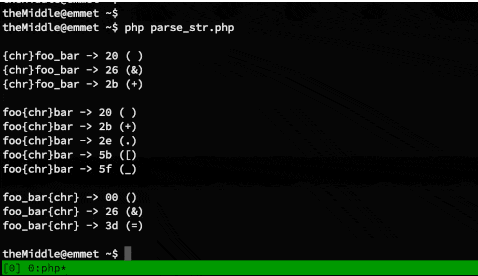 theMiddle@emmet ~$
theMiddle@emmet ~$
theMiddle@emmet ~$ php parse_str.php
{chr}foo_bar -> 20 ( )
{chr}foo_bar -> 26 (&)
{chr}foo_bar -> 2b (+)
foo{chr}bar -> 20 ( )
foo{chr}bar -> 2b (+)
foo{chr}bar -> 2e (.)
foo{chr}bar -> 5b ([)
foo{chr}bar -> 5f (_)
foo_bar{chr} -> 00 ()
foo_bar{chr} -> 26 (&)
foo_bar{chr} -> 3d (=)
theMiddle@emmet ~$
[0] 0:php*